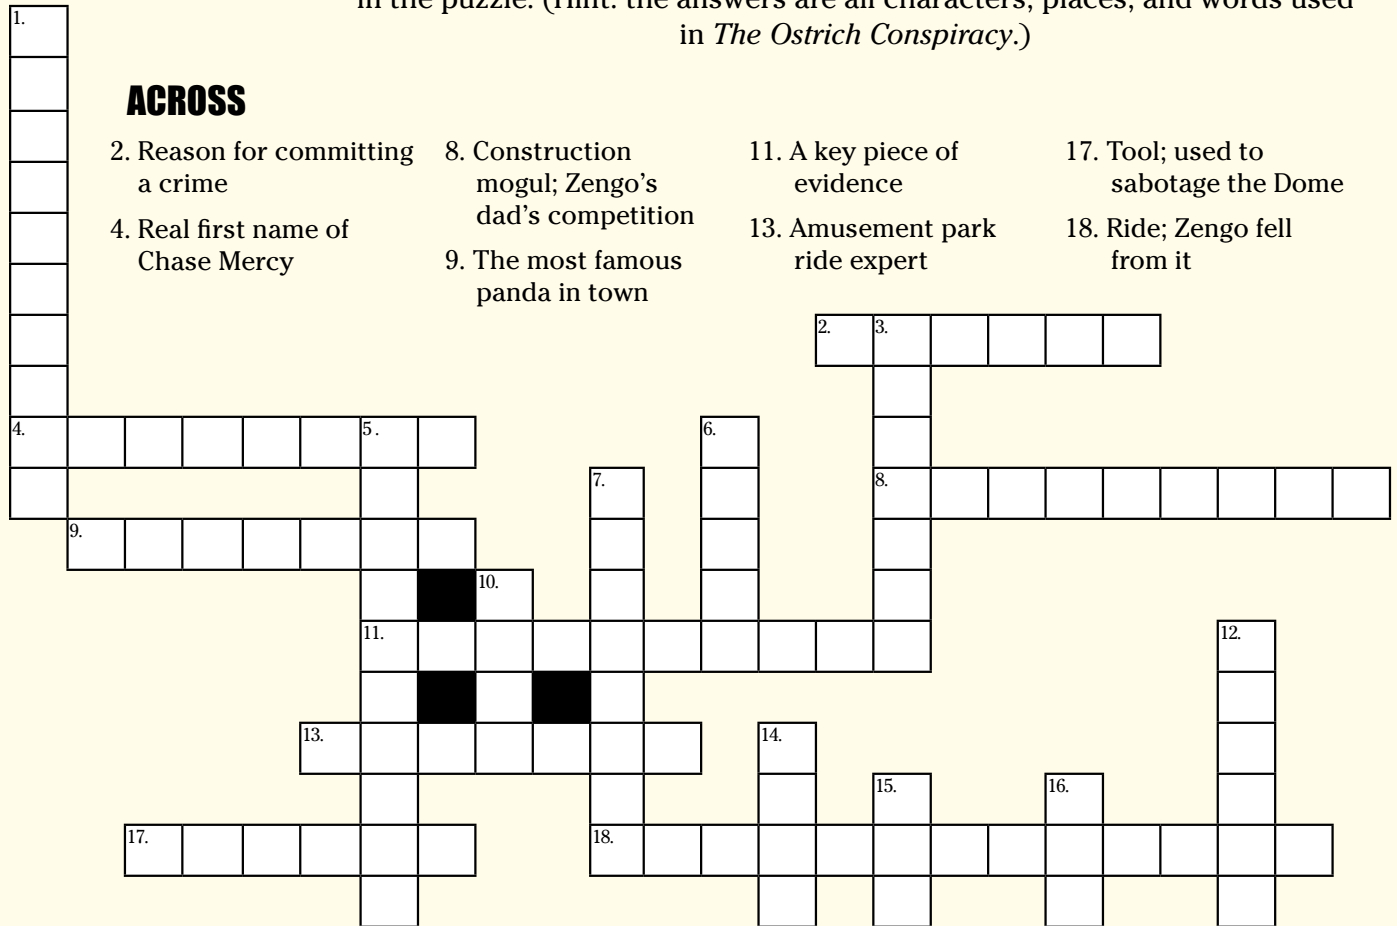 in the puzzle. (Hint: the answers are all characters, places, and words used
in The Ostrich Conspiracy.)
ACROSS
2. Reason for committing
a crime
4. Real first name of
Chase Mercy
8. Construction
mogul; Zengo’s
dad’s competition
9. The most famous
panda in town
11. A key piece of
evidence
13. Amusement park
ride expert
17. Tool; used to
sabotage the Dome
18. Ride; Zengo fell
from it
1.
2.
3.
4.
5.
6.
7.
8.
9.
10.
11.
12.
13.
14.
15.
16.
17.
18.